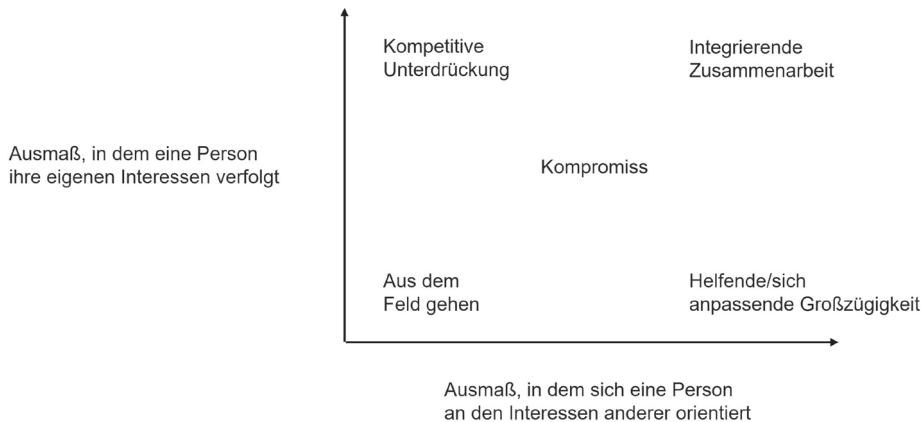 Kompetitive
Unterdrückung
Integrierende
Zusammenarbeit
Ausmaß, in dem eine Person
ihre eigenen Interessen verfolgt
Kompromiss
Aus dem
Feld gehen
Helfende/sich
anpassende Großzügigkeit
Ausmaß, in dem sich eine Person
an den Interessen anderer orientiert